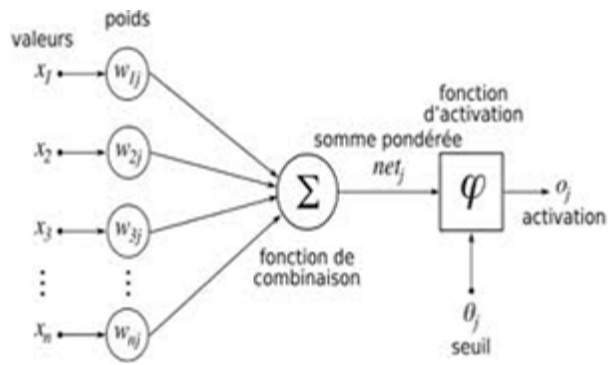 poids
valeurs
x1
w1j
x2
w2j
x3
w3j
xn
wnj
Σ
fonction de
combinaison
somme pondérée
netj
fonction
d'activation
φ
oj
activation
θj
seuil